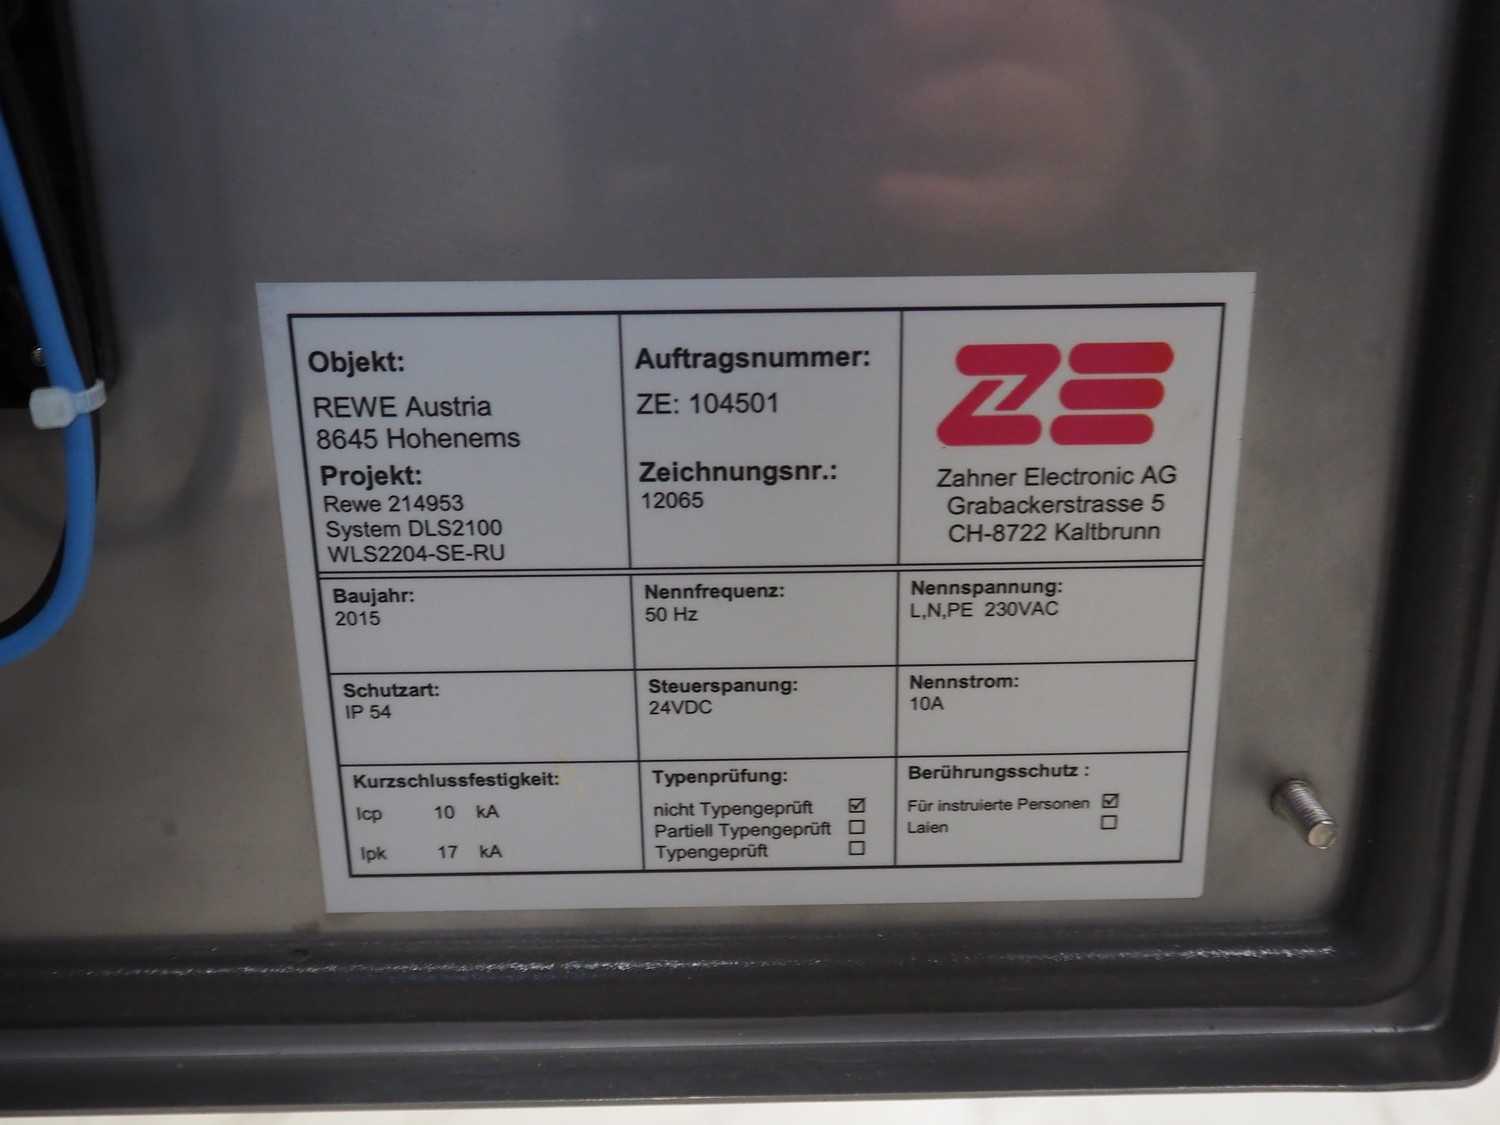 Objekt:
REWE Austria
8645 Hohenems
Projekt:
Rewe 214953
System DLS2100
WLS2204-SE-RU
Auftragsnummer:
ZE: 104501
Zeichnungsnr.:
12065
ZE
Zahner Electronic AG
Grabackerstrasse 5
CH-8722 Kaltbrunn
Baujahr:
2015
Nennfrequenz:
50 Hz
Nennspannung:
L,N,PE 230VAC
Schutzart:
IP 54
Steuerspanung:
24VDC
Nennstrom:
10A
Kurzschlussfestigkeit:
Icp 10 kA
Ipk 17 kA
Typenprüfung:
nicht Typengeprüft ☑
Partiell Typengeprüft ☐
Typengeprüft ☐
Berührungsschutz :
Für instruierte Personen ☑
Laien ☐